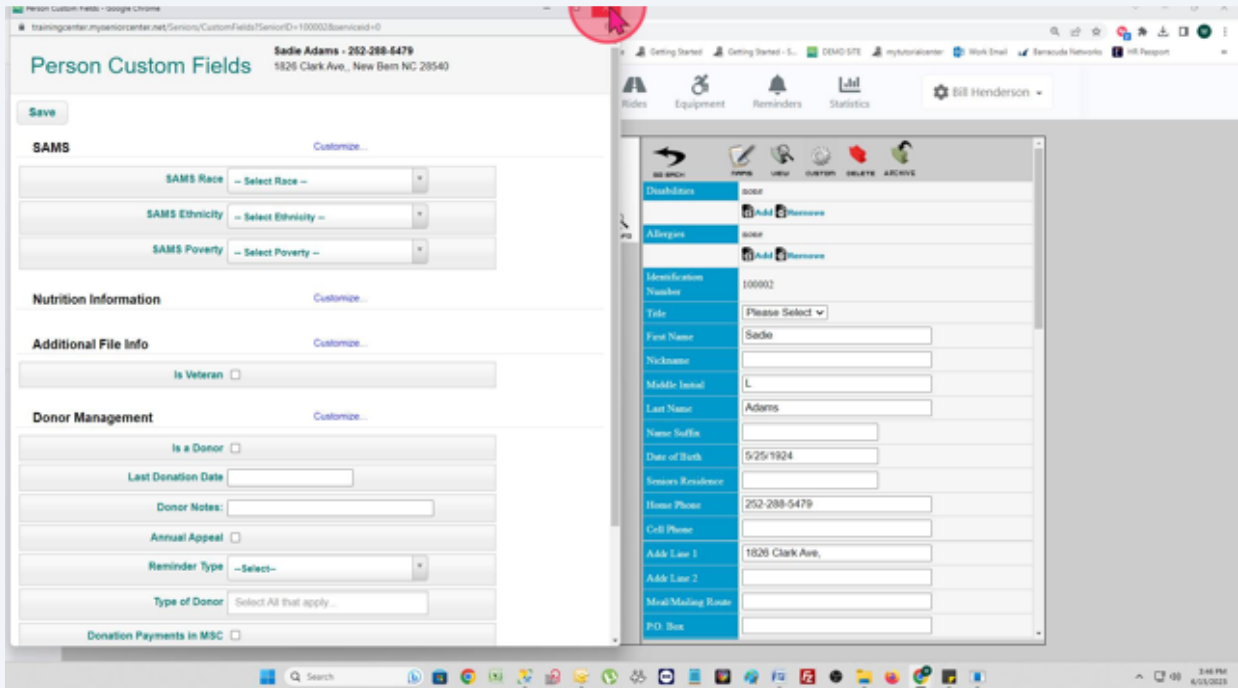 Person Custom Fields - Google Chrome
trainingcenter.myseniorcenter.net/Seniors/CustomFields?SeniorID=100002&serviceid=0
Person Custom Fields
Sadie Adams - 252-288-5479
1826 Clark Ave,, New Bern NC 28540
Save
SAMS Customize...
SAMS Race -- Select Race --
SAMS Ethnicity -- Select Ethnicity --
SAMS Poverty -- Select Poverty --
Nutrition Information Customize...
Additional File Info Customize...
Is Veteran
Donor Management Customize...
Is a Donor
Last Donation Date
Donor Notes:
Annual Appeal
Reminder Type --Select--
Type of Donor Select All that apply...
Donation Payments in MSC
Getting Started Getting Started - S... DEMO SITE mytutorialcenter Work Email Barracuda Networks HR Passport
Rides Equipment Reminders Statistics Bill Henderson
GO BACK VIEW CUSTOM DELETE ARCHIVE
Disabilities none
Add Remove
Allergies none
Add Remove
Identification
Number 100002
Title Please Select
First Name Sadie
Nickname
Middle Initial L
Last Name Adams
Name Suffix
Date of Birth 5/25/1924
Seniors Residence
Home Phone 252-288-5479
Cell Phone
Addr Line 1 1826 Clark Ave,
Addr Line 2
Meal/Mailing Route
P.O. Box
Search
3:46 PM
6/13/2023